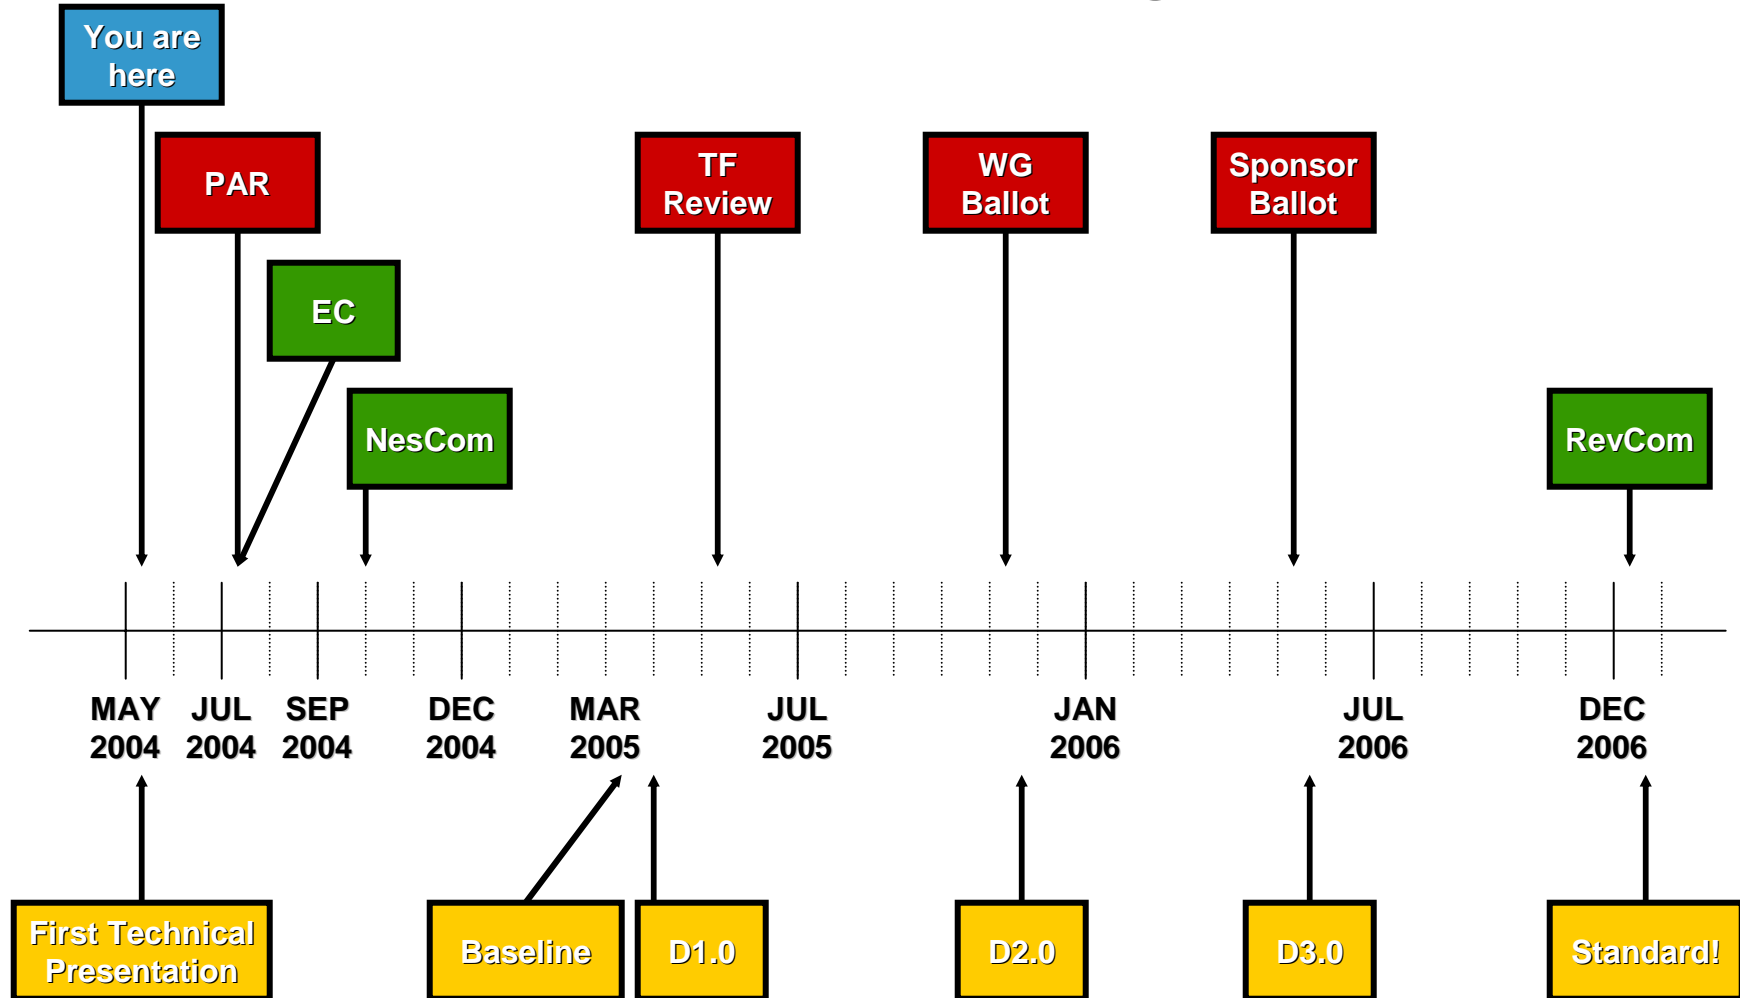 You are
here
PAR
TF
Review
WG
Ballot
Sponsor
Ballot
EC
NesCom
RevCom
MAY
2004
JUL
2004
SEP
2004
DEC
2004
MAR
2005
JUL
2005
JAN
2006
JUL
2006
DEC
2006
First Technical
Presentation
Baseline
D1.0
D2.0
D3.0
Standard!